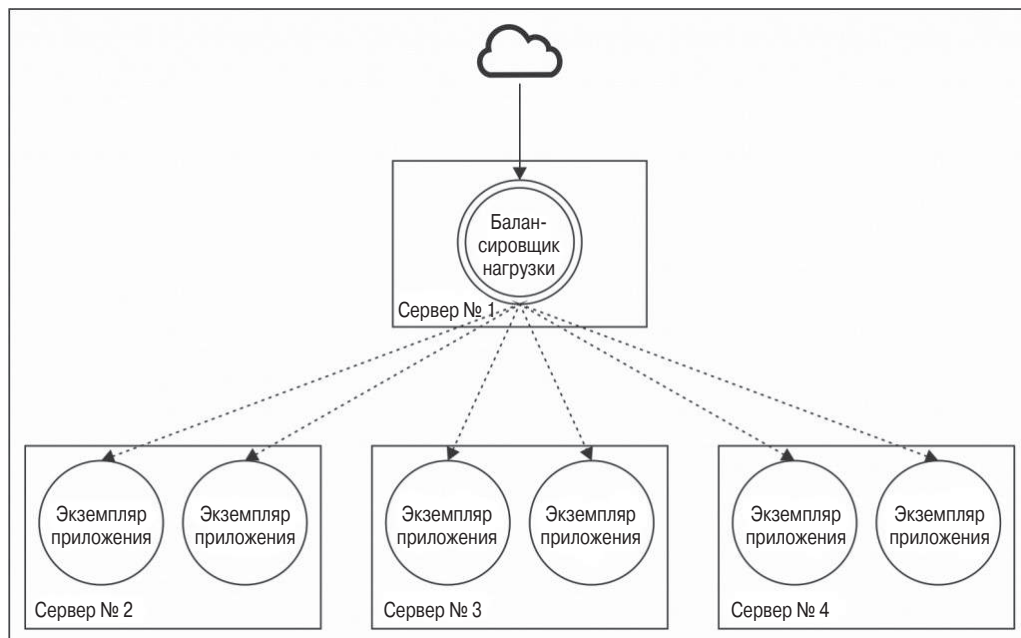 Балан-
сировщик
нагрузки
Сервер № 1
Экземпляр
приложения
Экземпляр
приложения
Сервер № 2
Экземпляр
приложения
Экземпляр
приложения
Сервер № 3
Экземпляр
приложения
Экземпляр
приложения
Сервер № 4